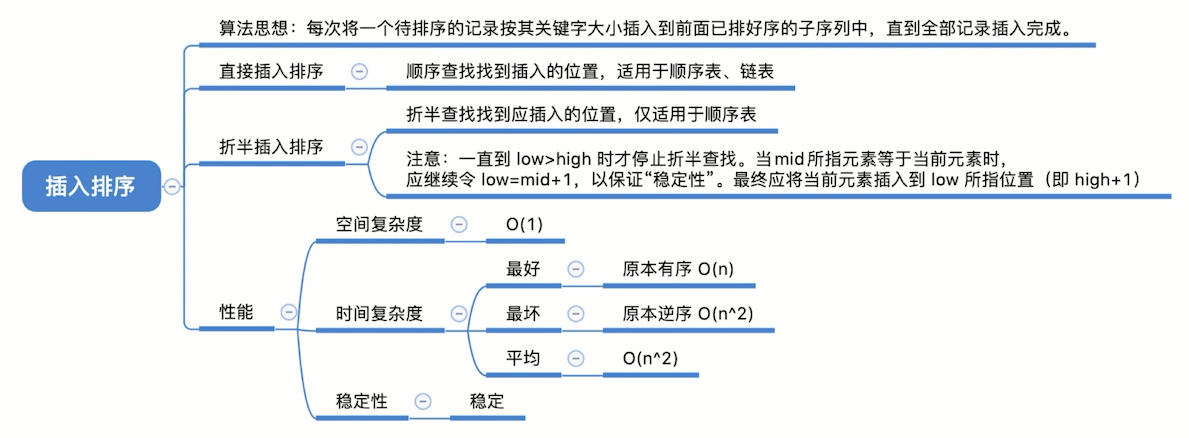 算法思想：每次将一个待排序的记录按其关键字大小插入到前面已排好序的子序列中，直到全部记录插入完成。
直接插入排序
顺序查找找到插入的位置，适用于顺序表、链表
折半查找找到应插入的位置，仅适用于顺序表
折半插入排序
注意：一直到 low>high 时才停止折半查找。当mid所指元素等于当前元素时，
应继续令 low=mid+1，以保证“稳定性”。最终应将当前元素插入到 low 所指位置（即 high+1）
插入排序
空间复杂度
O(1)
最好
原本有序 O(n)
性能
时间复杂度
最坏
原本逆序 O(n^2)
平均
O(n^2)
稳定性
稳定